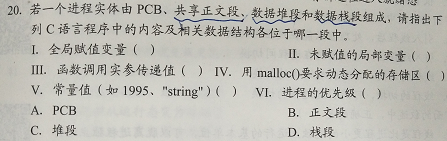 20. 若一个进程实体由 PCB、共享正文段、数据堆段和数据栈段组成，请指出下
列 C 语言程序中的内容及相关数据结构各位于哪一段中。
I. 全局赋值变量（ ） II. 未赋值的局部变量（ ）
III. 函数调用实参传递值（ ） IV. 用 malloc()要求动态分配的存储区（ ）
V. 常量值（如 1995、"string"）（ ） VI. 进程的优先级（ ）
A. PCB B. 正文段
C. 堆段 D. 栈段